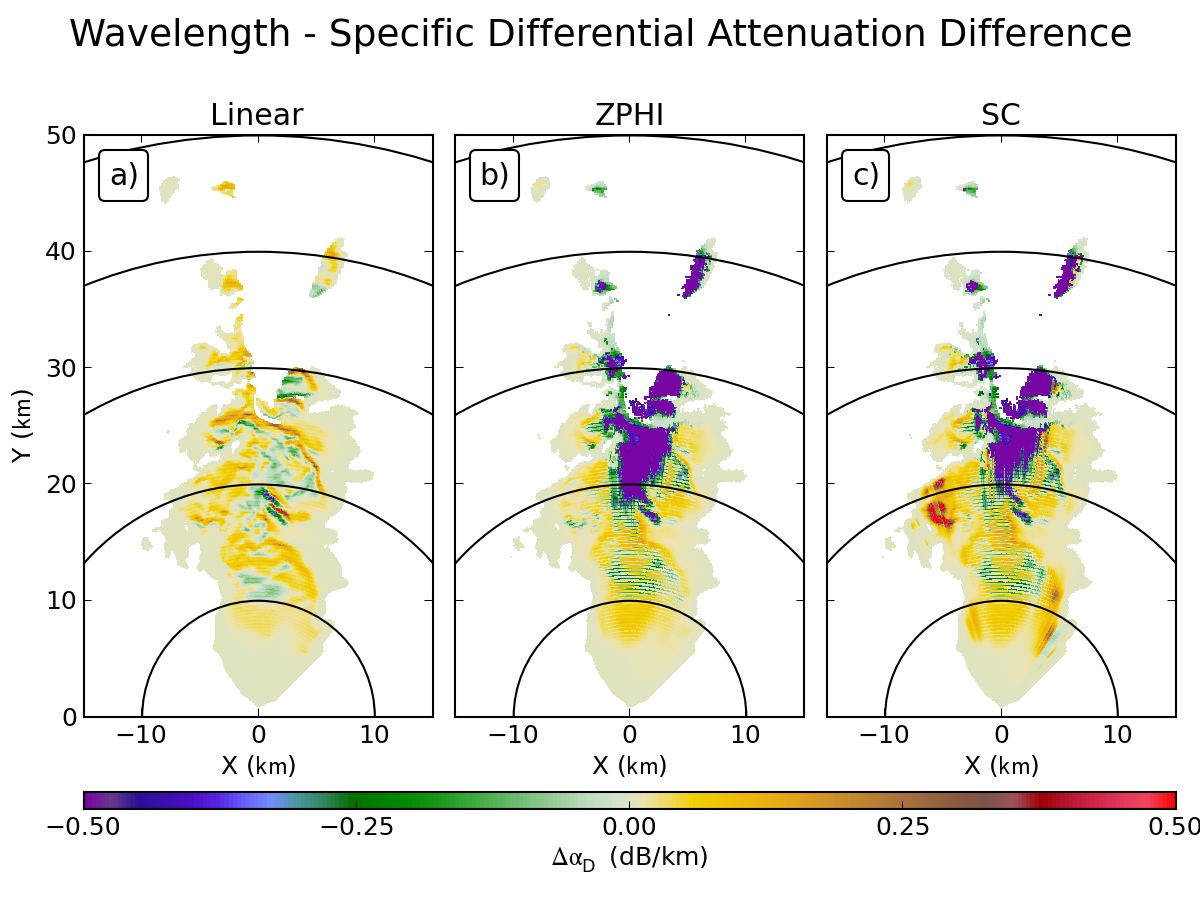 Wavelength - Specific Differential Attenuation Difference
Linear ZPHI SC
a) b) c)
50
40
30
20
10
0
Y (km)
−10 0 10 −10 0 10 −10 0 10
X (km) X (km) X (km)
−0.50 −0.25 0.00 0.25 0.50
ΔαD (dB/km)